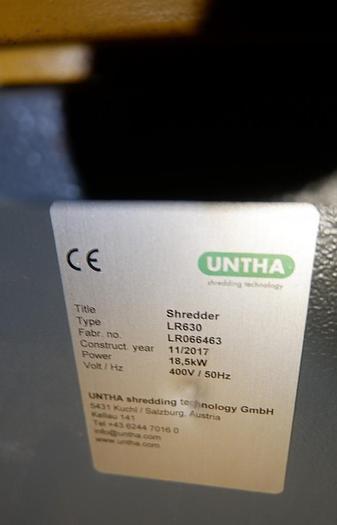 CE
UNTHA
shredding technology
Title Shredder
Type LR630
Fabr. no. LR066463
Construct. year 11/2017
Power 18,5kW
Volt / Hz 400V / 50Hz
UNTHA shredding technology GmbH
5431 Kuchl / Salzburg, Austria
Kellau 141
Tel +43 6244 7016 0
info@untha.com
www.untha.com